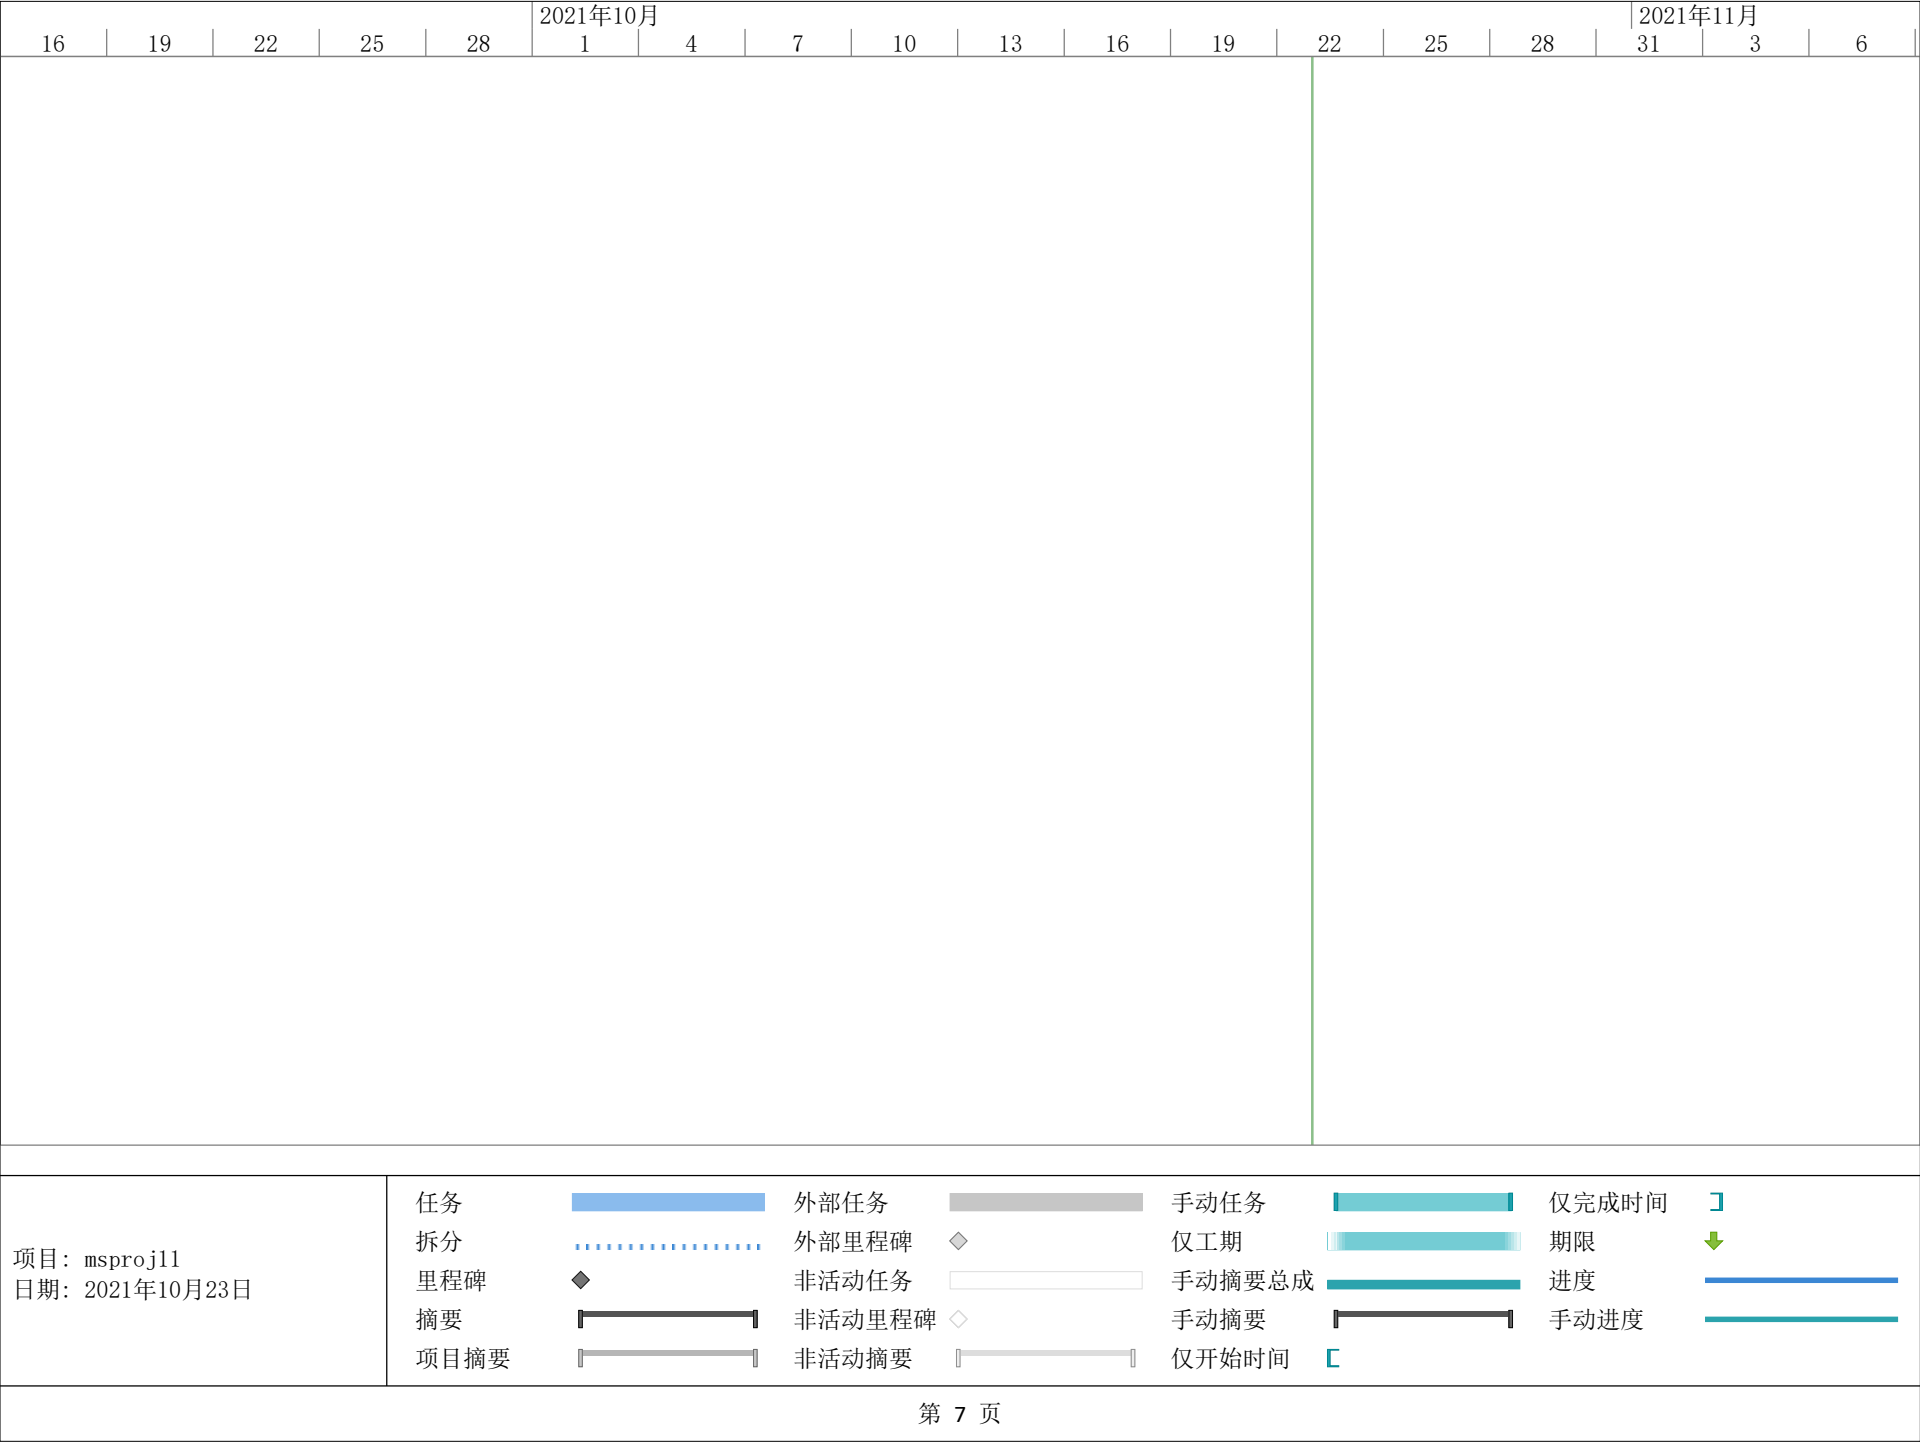 2021年10月 2021年11月
16 19 22 25 28 1 4 7 10 13 16 19 22 25 28 31 3 6
任务 外部任务 手动任务 仅完成时间
拆分 外部里程碑 仅工期 期限
里程碑 非活动任务 手动摘要总成 进度
摘要 非活动里程碑 手动摘要 手动进度
项目摘要 非活动摘要 仅开始时间
项目: msproj11
日期: 2021年10月23日
第 7 页